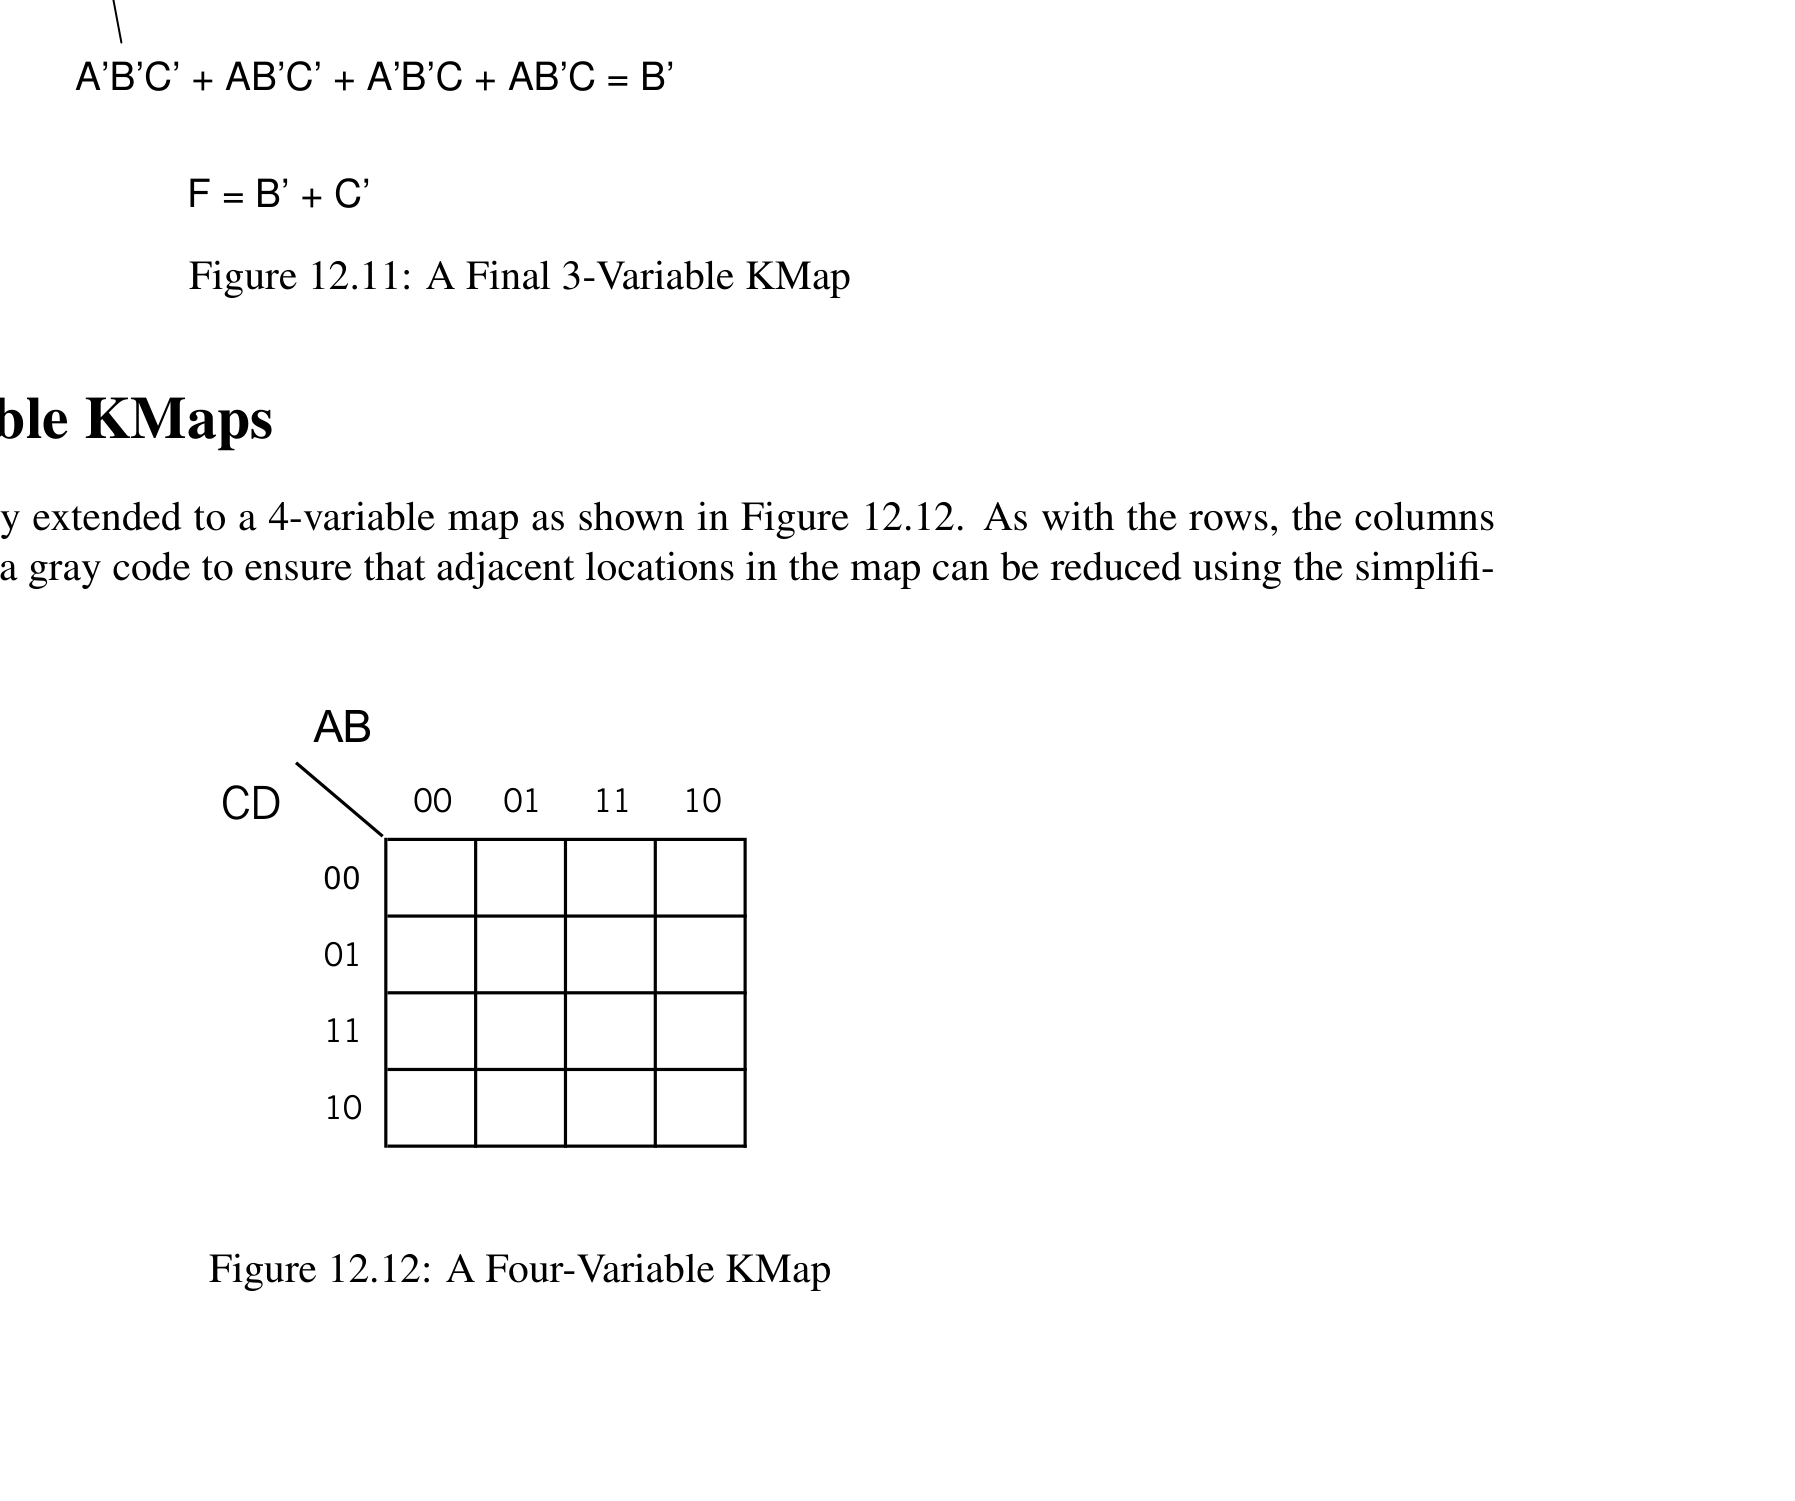 A’B’C’ + AB’C’ + A’B’C + AB’C = B’
F = B’ + C’
Figure 12.11: A Final 3-Variable KMap
ble KMaps
y extended to a 4-variable map as shown in Figure 12.12. As with the rows, the columns
a gray code to ensure that adjacent locations in the map can be reduced using the simplifi-
AB
CD
00 01 11 10
00
01
11
10
Figure 12.12: A Four-Variable KMap